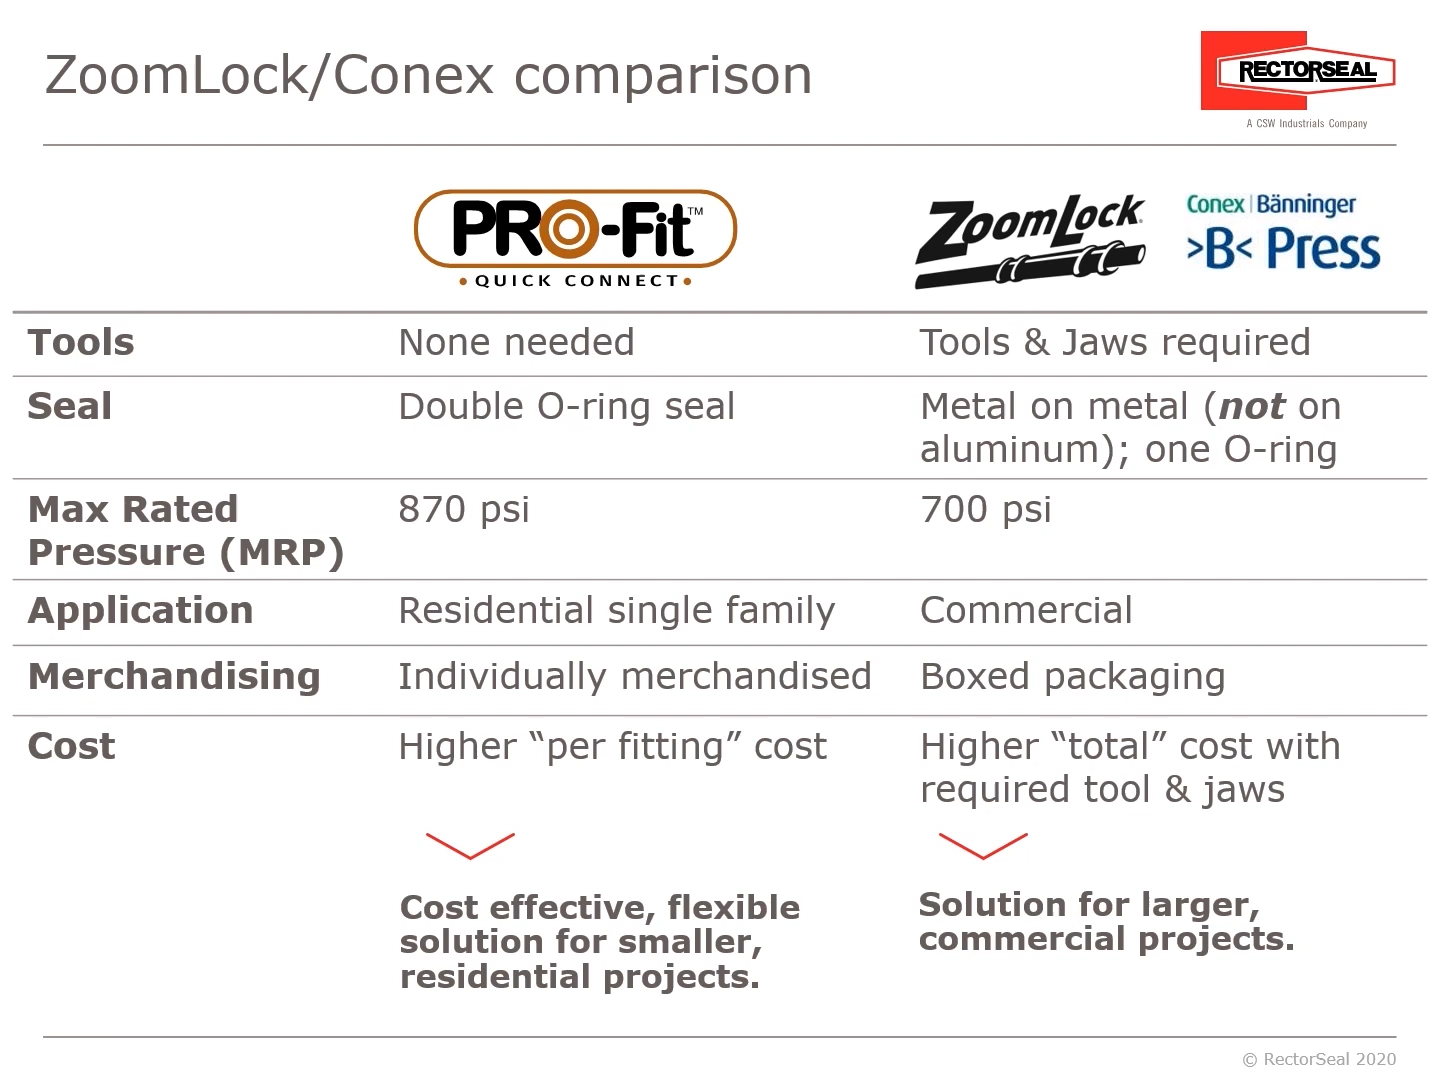 ZoomLock/Conex comparison
RECTORSEAL
A CSW Industrials Company
PRO-Fit™
• QUICK CONNECT •
ZoomLock®
Conex | Bänninger
>B< Press
Tools
None needed
Tools & Jaws required
Seal
Double O-ring seal
Metal on metal (not on
aluminum); one O-ring
Max Rated
Pressure (MRP)
870 psi
700 psi
Application
Residential single family
Commercial
Merchandising
Individually merchandised
Boxed packaging
Cost
Higher “per fitting” cost
Higher “total” cost with
required tool & jaws
Cost effective, flexible
solution for smaller,
residential projects.
Solution for larger,
commercial projects.
© RectorSeal 2020